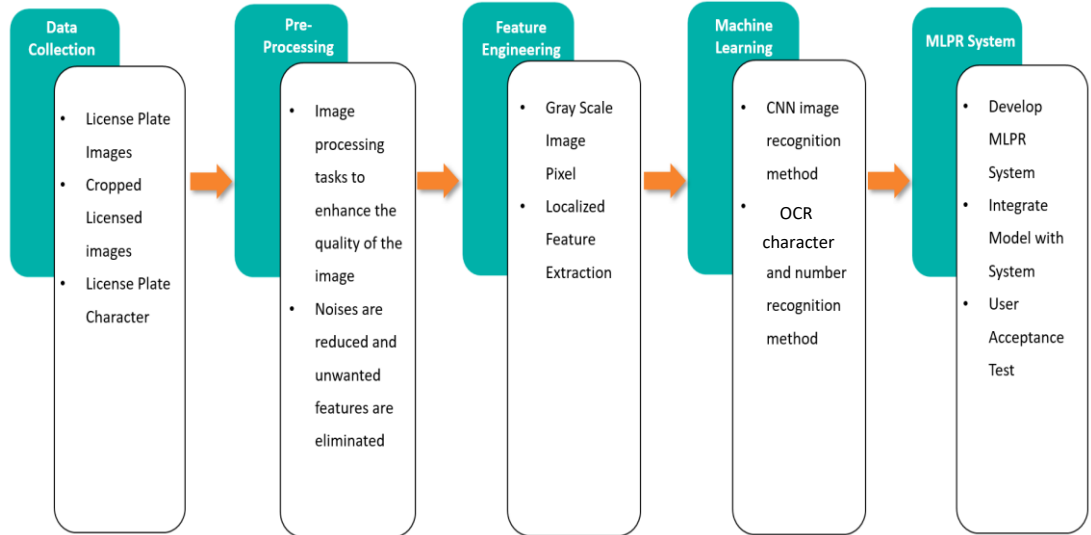 Data
Collection
• License Plate
Images
• Cropped
Licensed
images
• License Plate
Character
Pre-
Processing
• Image
processing
tasks to
enhance the
quality of the
image
• Noises are
reduced and
unwanted
features are
eliminated
Feature
Engineering
• Gray Scale
Image
Pixel
• Localized
Feature
Extraction
Machine
Learning
• CNN image
recognition
method
• OCR
character
and number
recognition
method
MLPR System
• Develop
MLPR
System
• Integrate
Model with
System
• User
Acceptance
Test